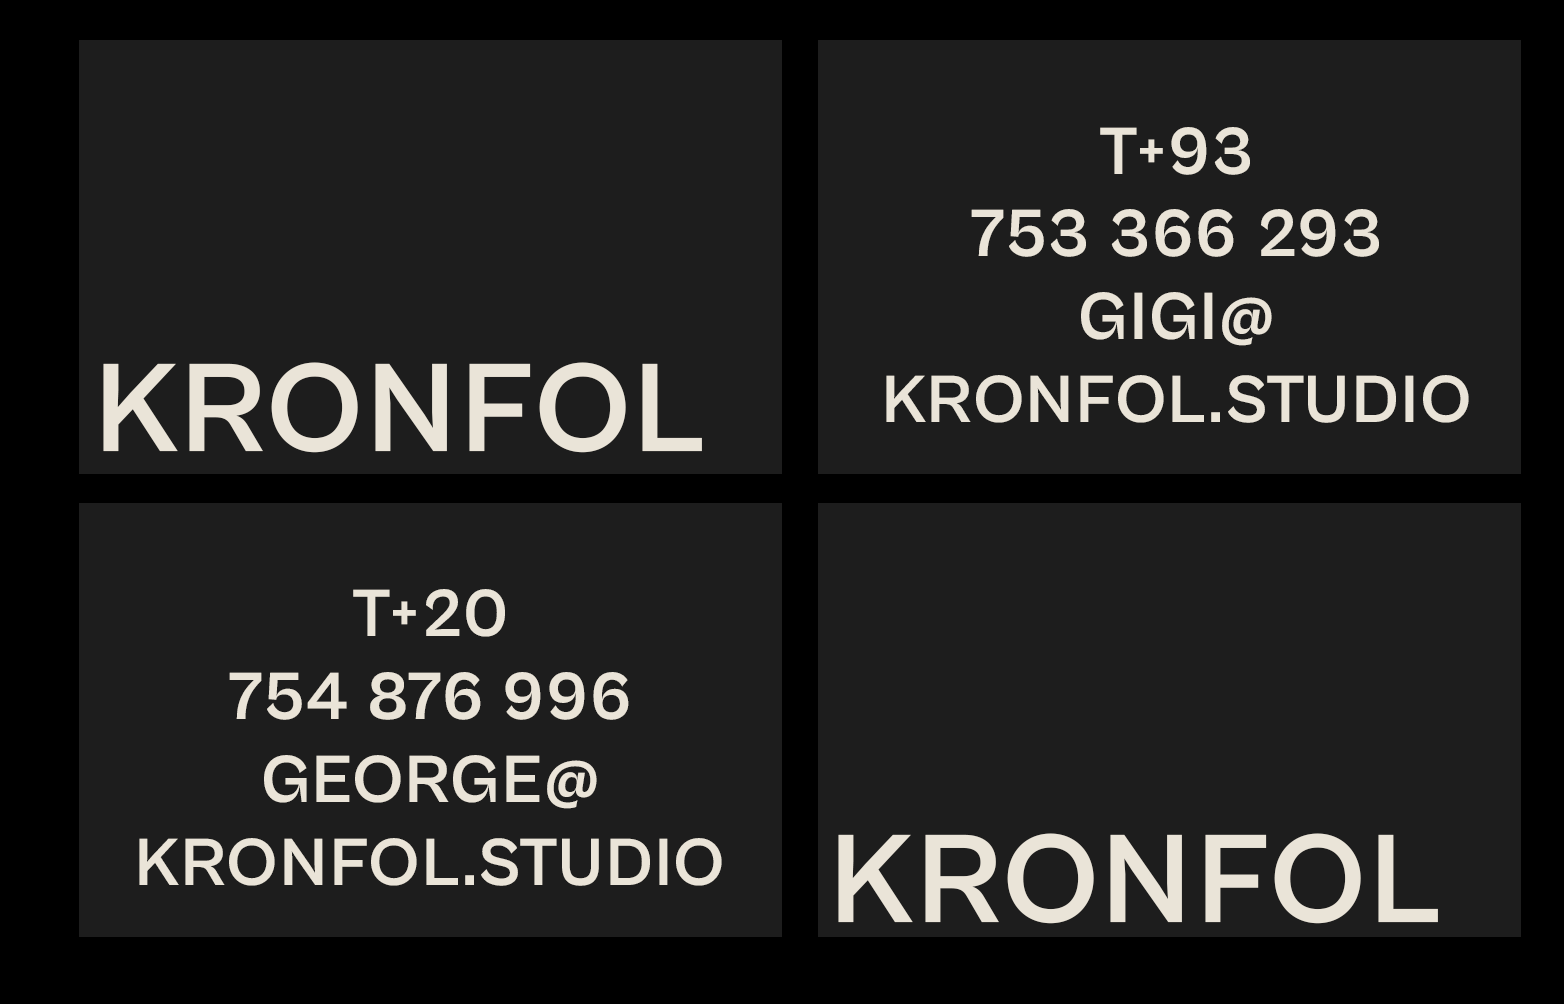 KRONFOL
T+93
753 366 293
GIGI@
KRONFOL.STUDIO
T+20
754 876 996
GEORGE@
KRONFOL.STUDIO
KRONFOL